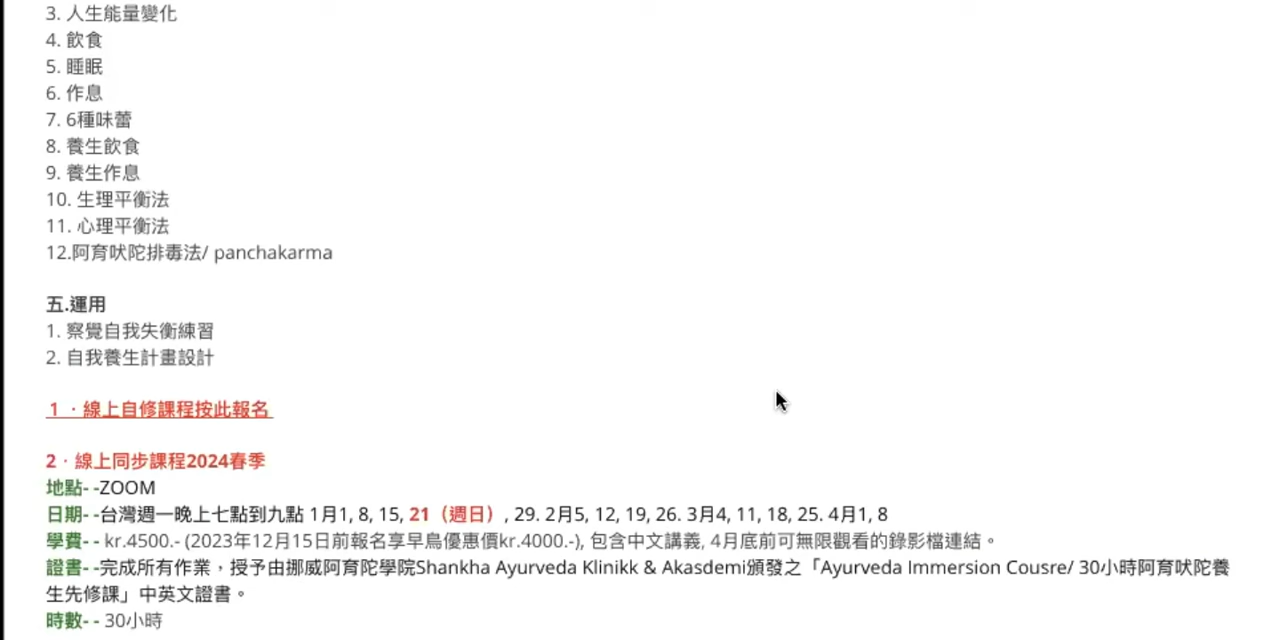 3. 人生能量變化
4. 飲食
5. 睡眠
6. 作息
7. 6種味蕾
8. 養生飲食
9. 養生作息
10. 生理平衡法
11. 心理平衡法
12.阿育吠陀排毒法/ panchakarma
五.運用
1. 察覺自我失衡練習
2. 自我養生計畫設計
1 · 線上自修課程按此報名
2 · 線上同步課程2024春季
地點- -ZOOM
日期- -台灣週一晚上七點到九點 1月1, 8, 15, 21（週日）, 29. 2月5, 12, 19, 26. 3月4, 11, 18, 25. 4月1, 8
學費- - kr.4500.- (2023年12月15日前報名享早鳥優惠價kr.4000.-), 包含中文講義, 4月底前可無限觀看的錄影檔連結。
證書- -完成所有作業，授予由挪威阿育陀學院Shankha Ayurveda Klinikk & Akasdemi頒發之「Ayurveda Immersion Cousre/ 30小時阿育吠陀養
生先修課」中英文證書。
時數- - 30小時